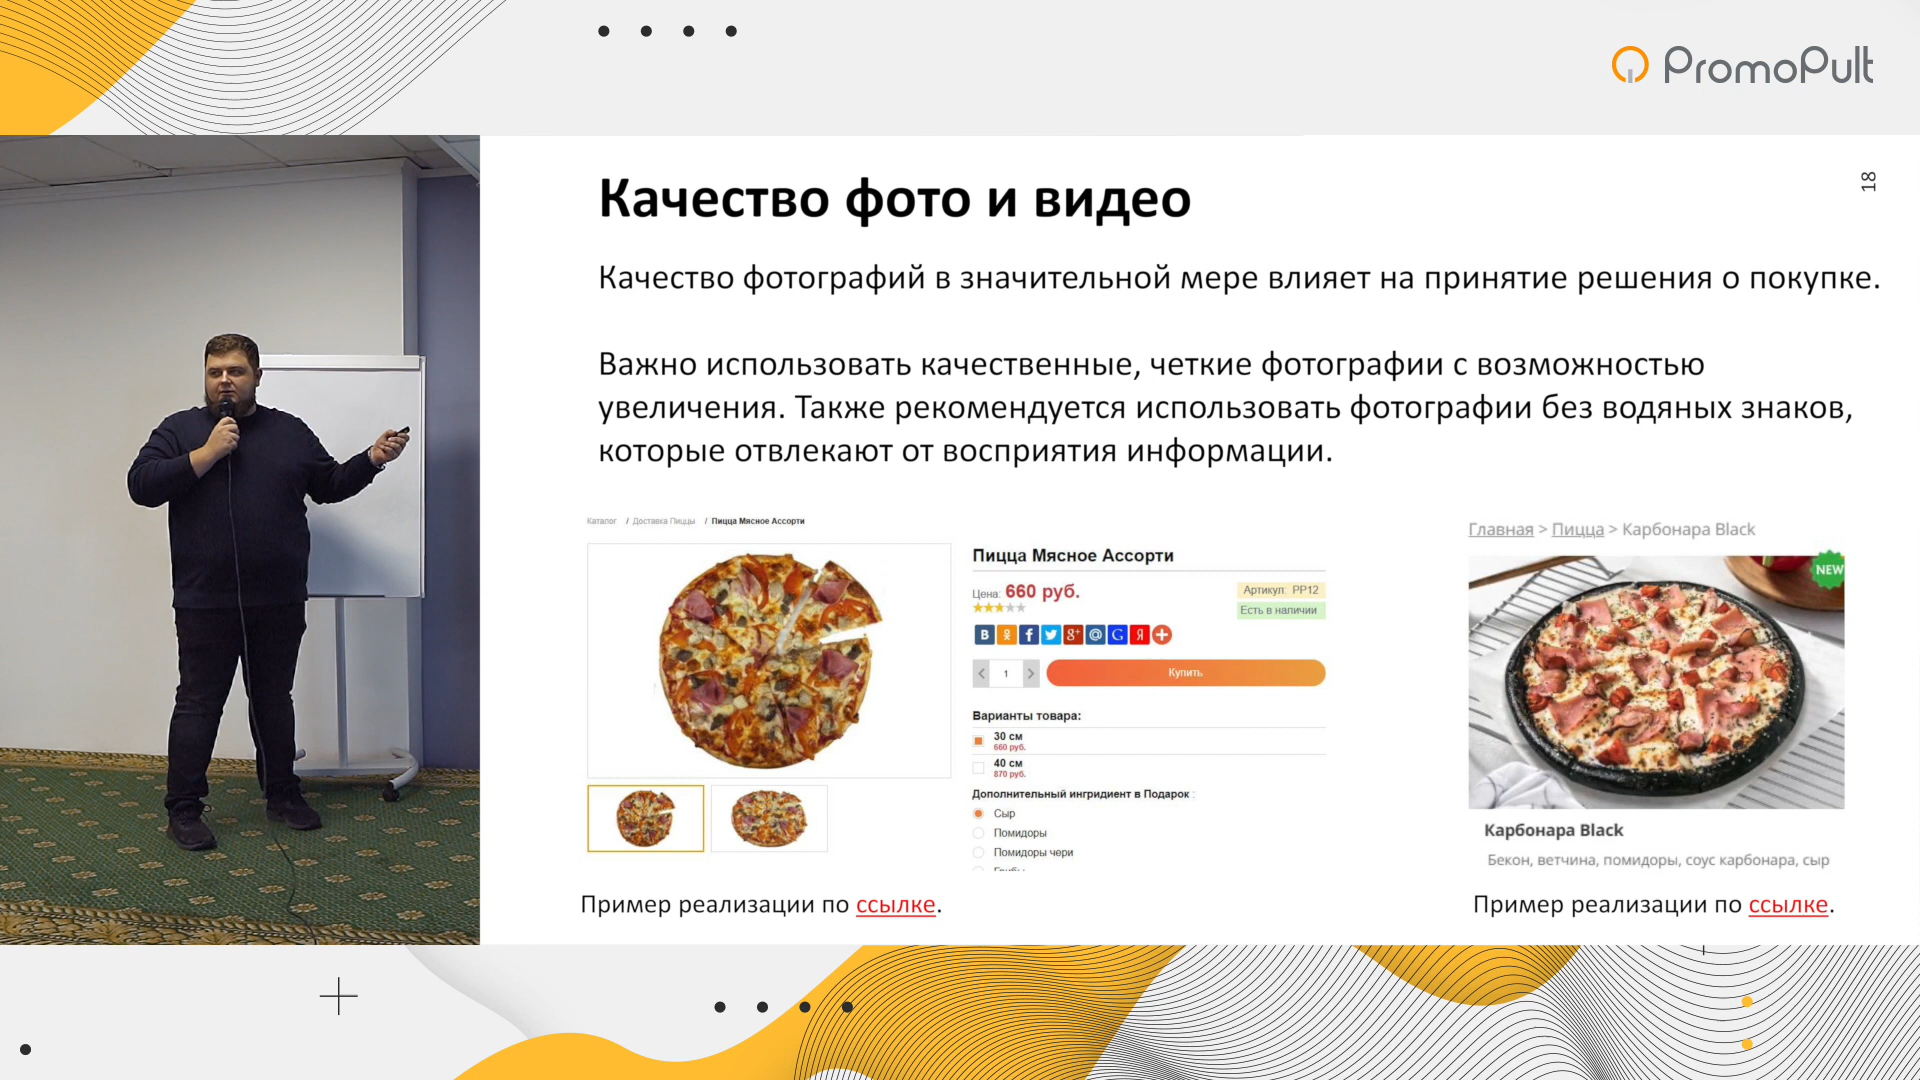 PromoPult
18
Качество фото и видео
Качество фотографий в значительной мере влияет на принятие решения о покупке.
Важно использовать качественные, четкие фотографии с возможностью
увеличения. Также рекомендуется использовать фотографии без водяных знаков,
которые отвлекают от восприятия информации.
Каталог / Доставка Пиццы / Пицца Мясное Ассорти
Пицца Мясное Ассорти
Цена: 660 руб.
Артикул: PP12
Есть в наличии
1
Купить
Варианты товара:
30 см
660 руб.
40 см
870 руб.
Дополнительный ингридиент в Подарок :
Сыр
Помидоры
Помидоры чери
Пример реализации по ссылке.
Главная > Пицца > Карбонара Black
NEW
Карбонара Black
Бекон, ветчина, помидоры, соус карбонара, сыр
Пример реализации по ссылке.